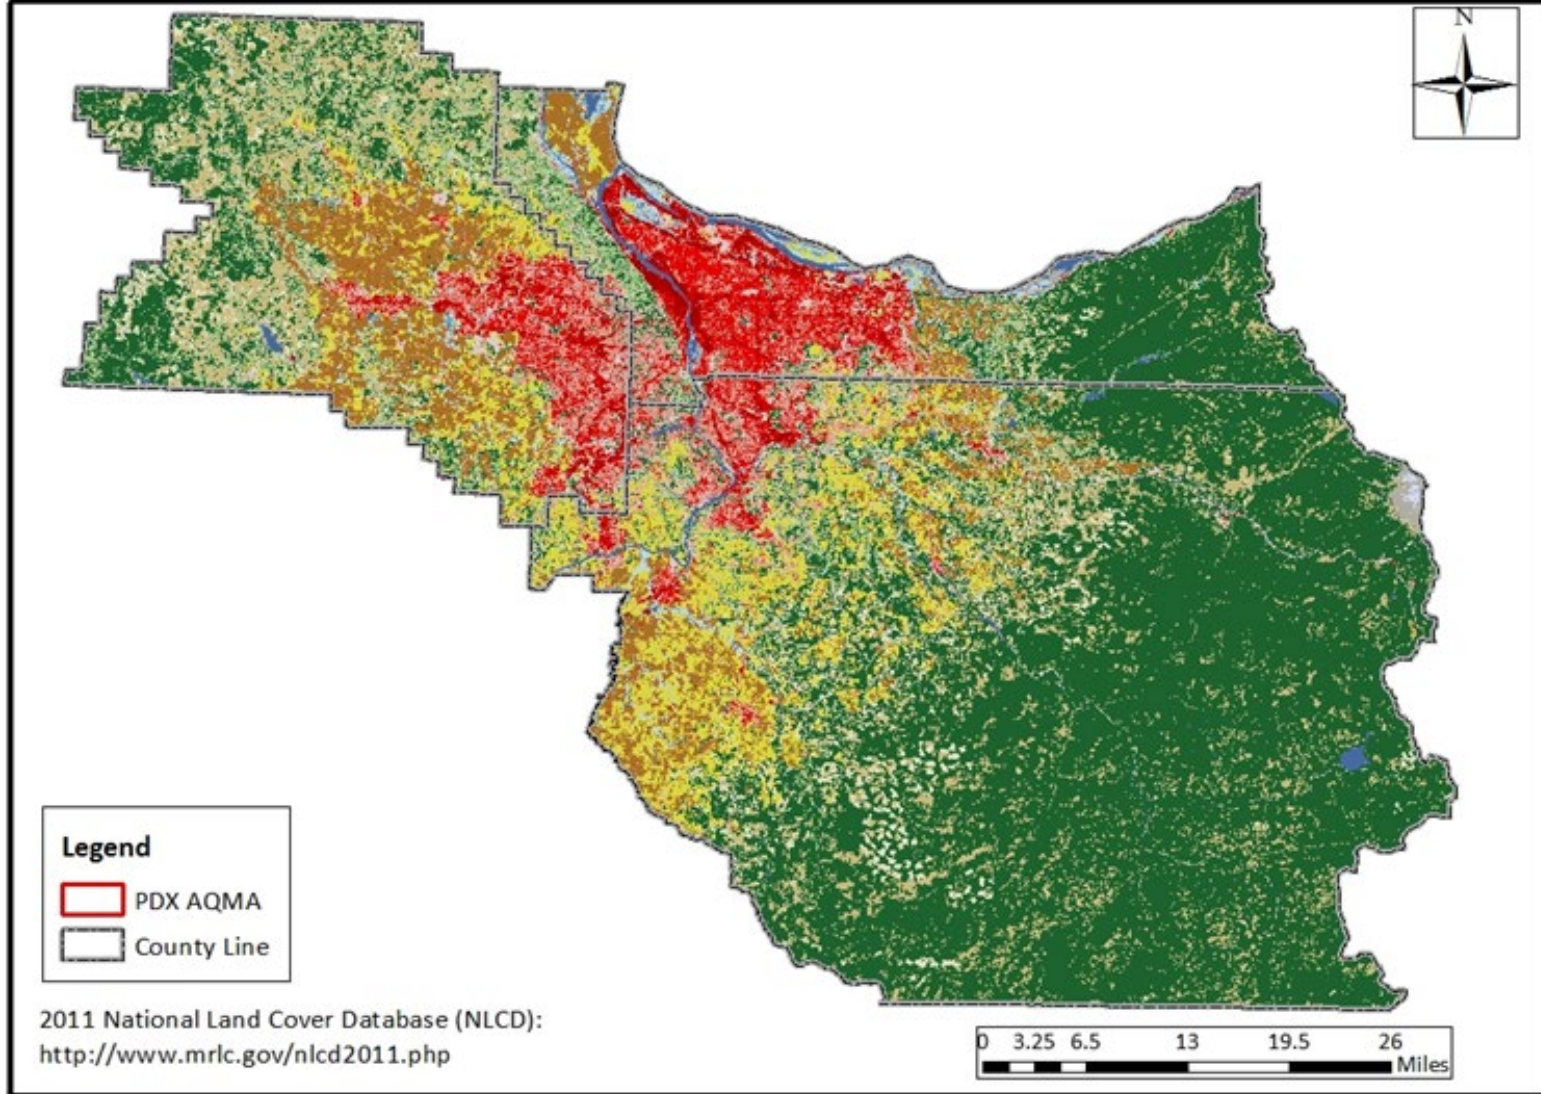 N
Legend
PDX AQMA
County Line
2011 National Land Cover Database (NLCD):
http://www.mrlc.gov/nlcd2011.php
0 3.25 6.5 13 19.5 26
Miles